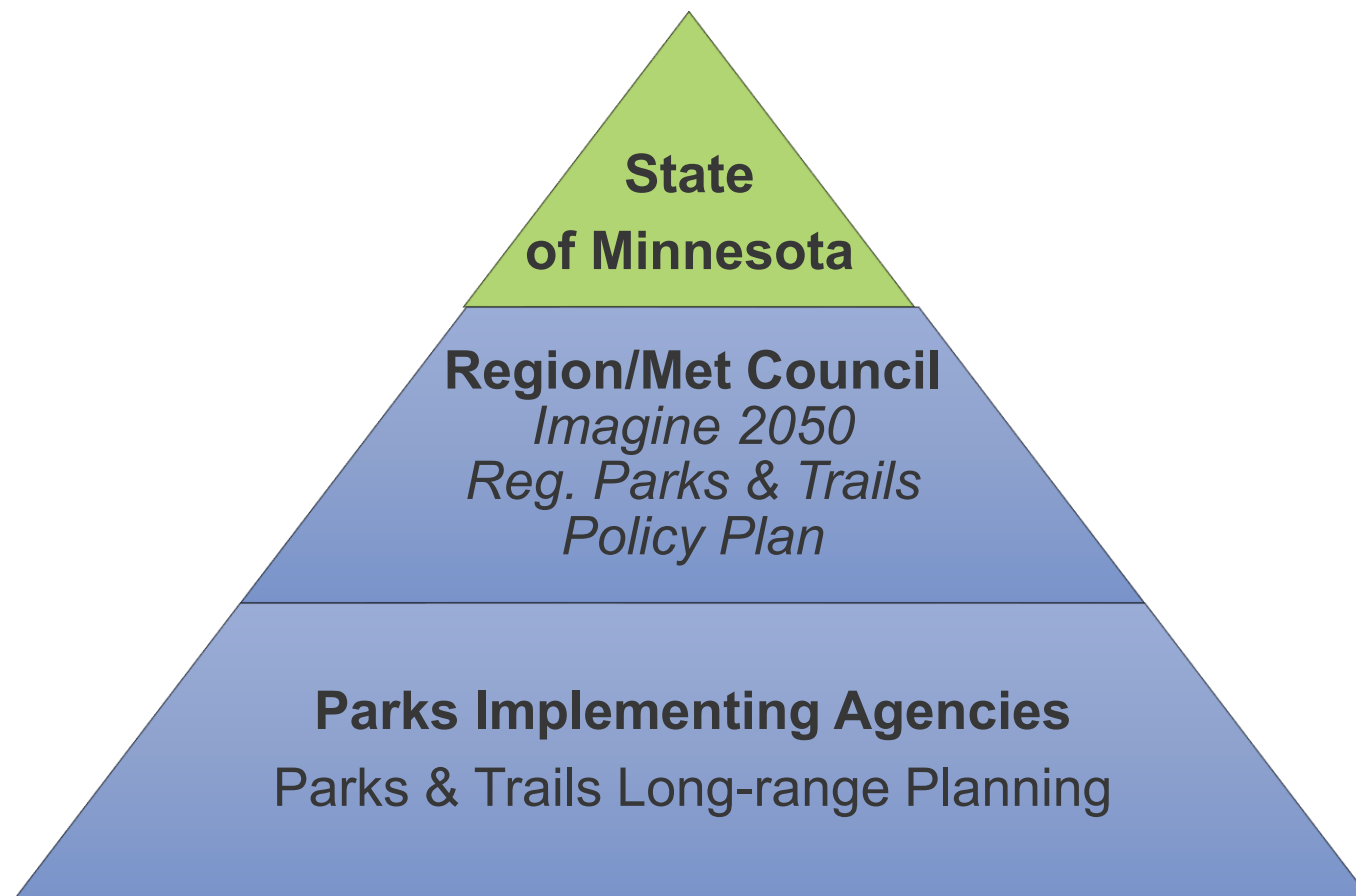 State
of Minnesota
Region/Met Council
Imagine 2050
Reg. Parks & Trails
Policy Plan
Parks Implementing Agencies
Parks & Trails Long-range Planning